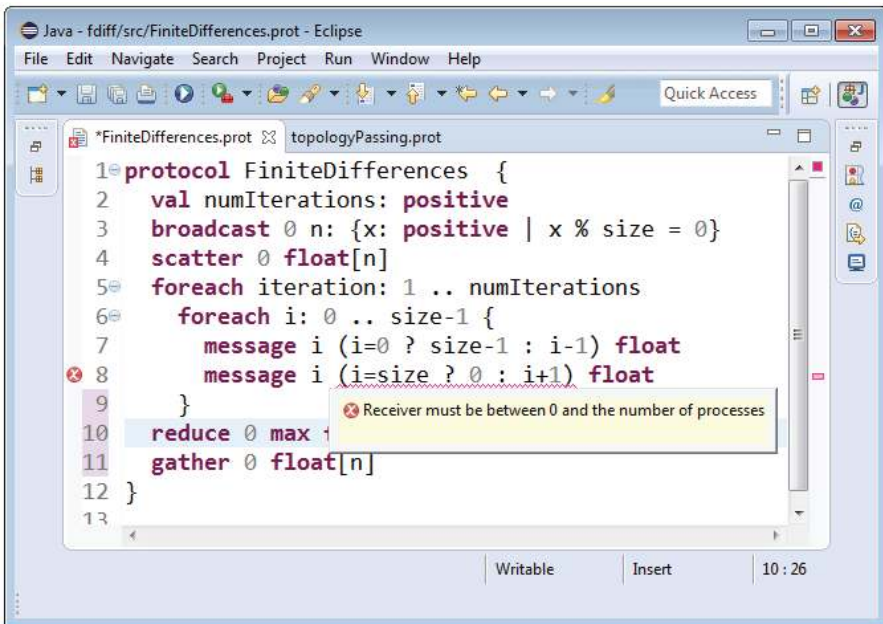 Java - fdiff/src/FiniteDifferences.prot - Eclipse
File Edit Navigate Search Project Run Window Help
Quick Access
*FiniteDifferences.prot topologyPassing.prot
1 protocol FiniteDifferences {
2 val numIterations: positive
3 broadcast 0 n: {x: positive | x % size = 0}
4 scatter 0 float[n]
5 foreach iteration: 1 .. numIterations
6 foreach i: 0 .. size-1 {
7 message i (i=0 ? size-1 : i-1) float
8 message i (i=size ? 0 : i+1) float
9 }
Receiver must be between 0 and the number of processes
10 reduce 0 max
11 gather 0 float[n]
12 }
13
Writable Insert 10 : 26